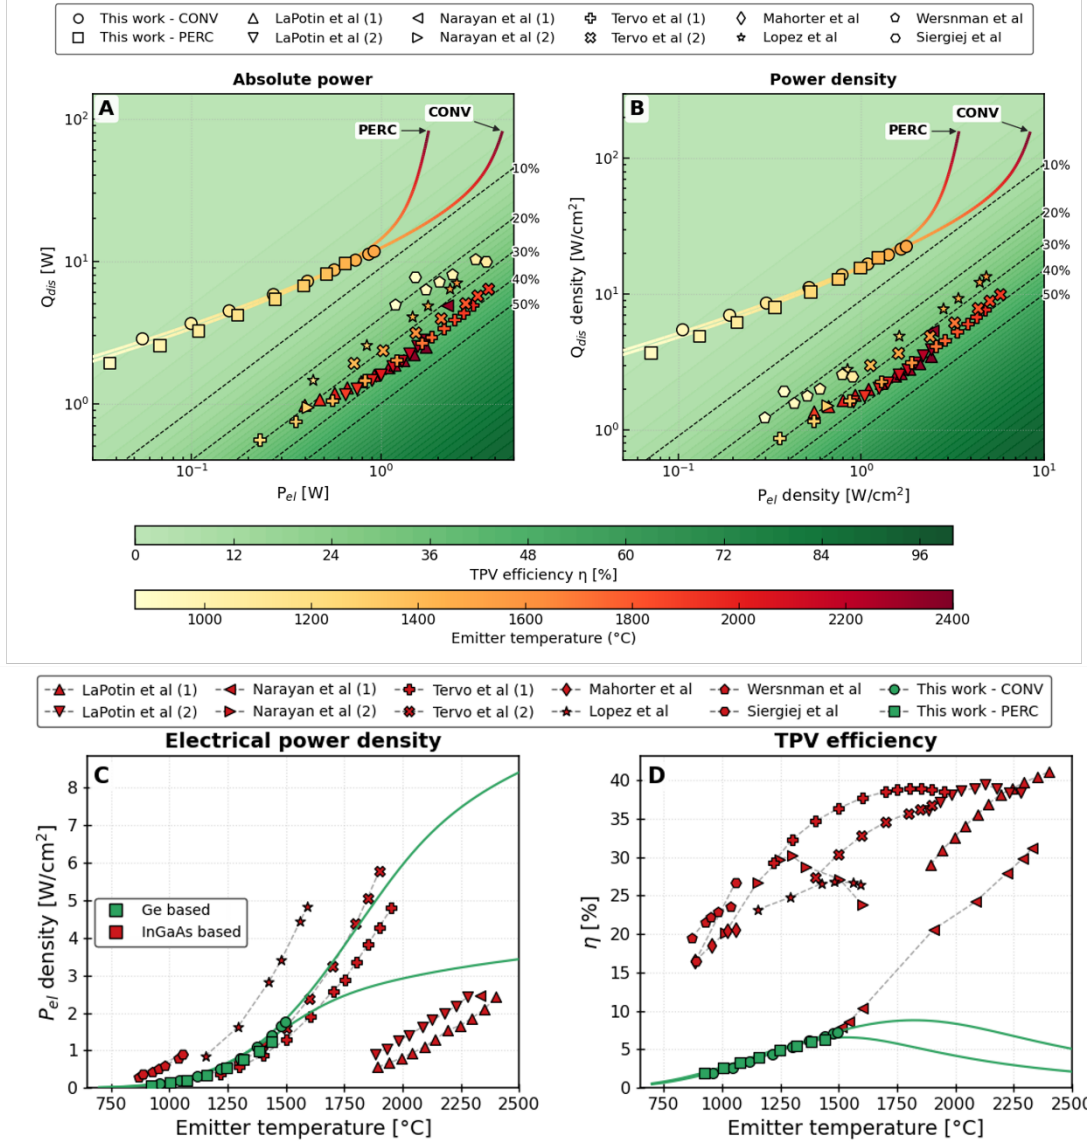 This work - CONV LaPotin et al (1) Narayan et al (1) Tervo et al (1) Mahorter et al Wersnman et al
This work - PERC LaPotin et al (2) Narayan et al (2) Tervo et al (2) Lopez et al Siergiej et al
Absolute power
A
PERC
CONV
10%
20%
30%
40%
50%
10²
10¹
10⁰
Q_dis [W]
10⁻¹ 10⁰
P_el [W]
Power density
B
PERC
CONV
10%
20%
30%
40%
50%
10²
10¹
10⁰
Q_dis density [W/cm²]
10⁻¹ 10⁰ 10¹
P_el density [W/cm²]
0 12 24 36 48 60 72 84 96
TPV efficiency η [%]
1000 1200 1400 1600 1800 2000 2200 2400
Emitter temperature (°C)
LaPotin et al (1) Narayan et al (1) Tervo et al (1) Mahorter et al Wersnman et al This work - CONV
LaPotin et al (2) Narayan et al (2) Tervo et al (2) Lopez et al Siergiej et al This work - PERC
Electrical power density
C
8
7
6
5
4
3
2
1
0
P_el density [W/cm²]
Ge based
InGaAs based
750 1000 1250 1500 1750 2000 2250 2500
Emitter temperature [°C]
TPV efficiency
D
40
35
30
25
20
15
10
5
0
η [%]
750 1000 1250 1500 1750 2000 2250 2500
Emitter temperature [°C]